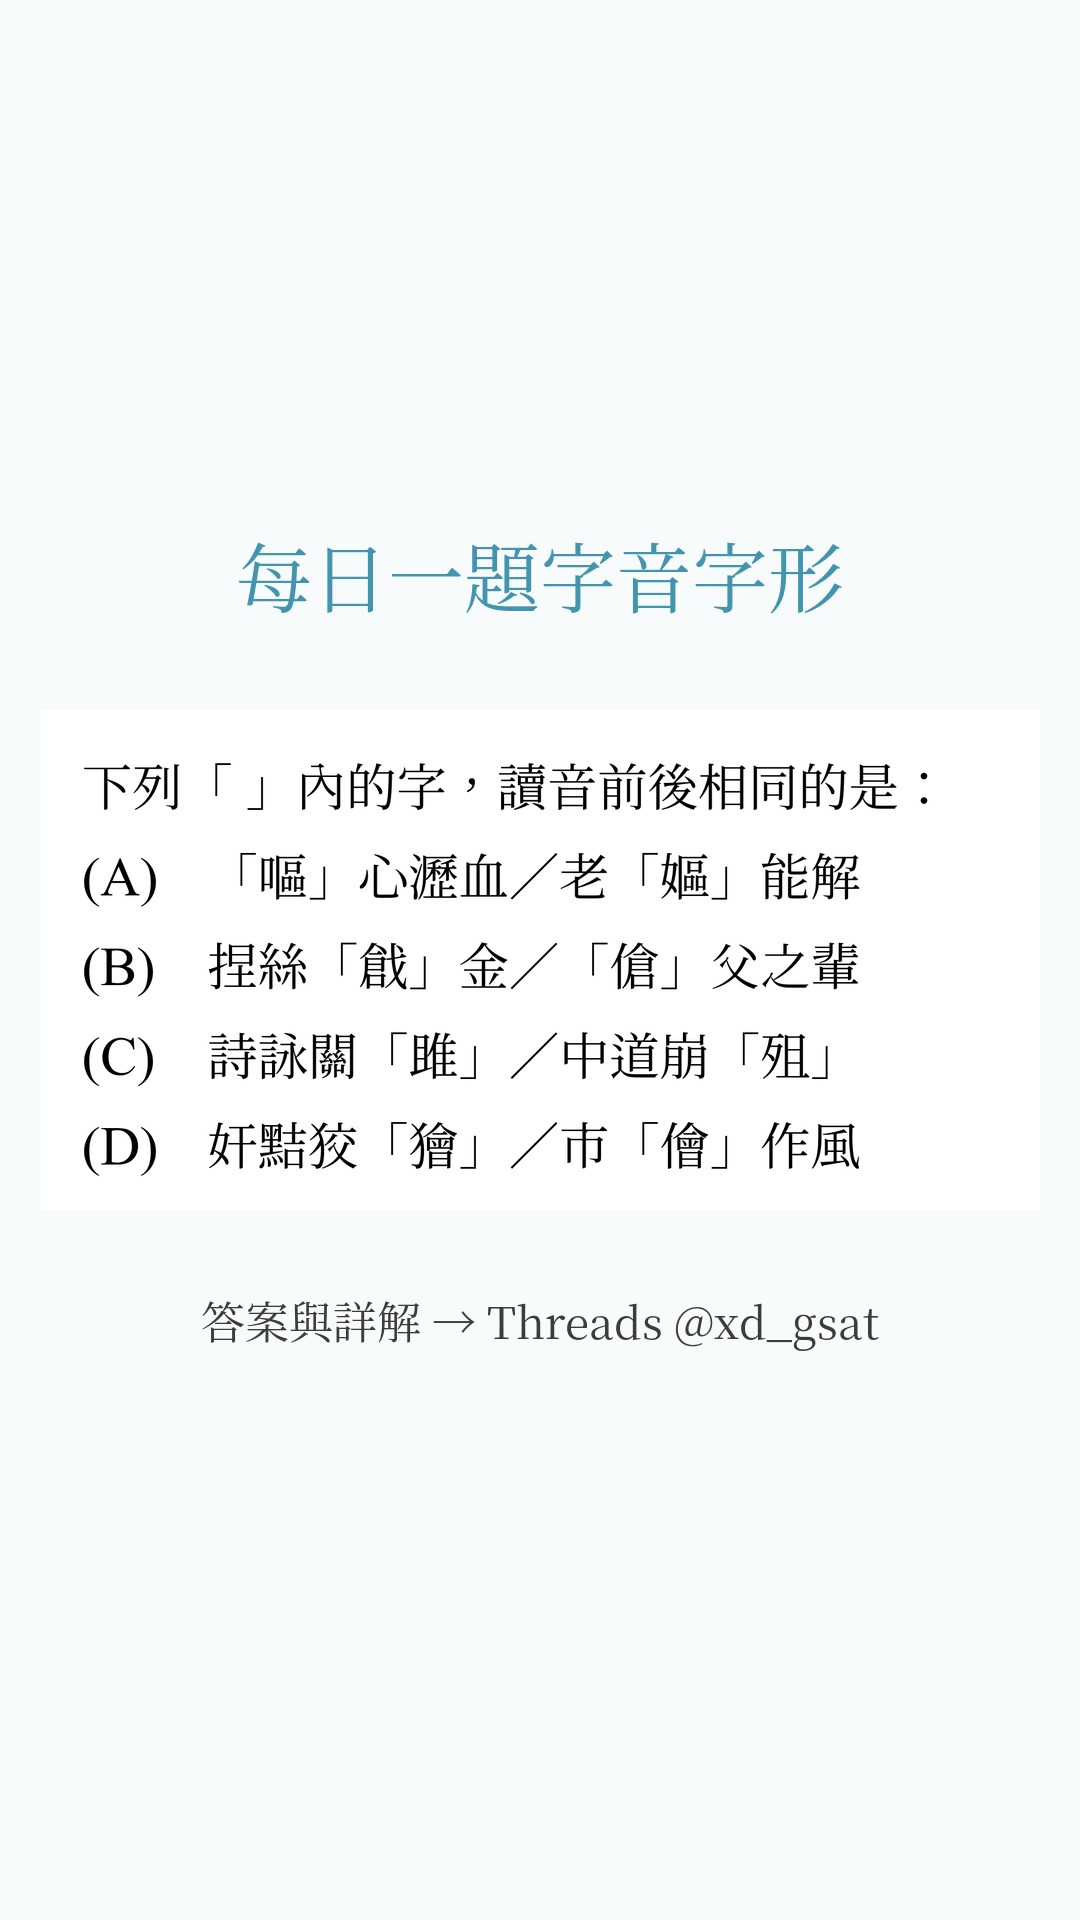 每日一題字音字形
下列「 」內的字，讀音前後相同的是：
(A) 「嘔」心瀝血／老「嫗」能解
(B) 捏絲「戧」金／「傖」父之輩
(C) 詩詠關「雎」／中道崩「殂」
(D) 奸黠狡「獪」／市「儈」作風
答案與詳解 → Threads @xd_gsat